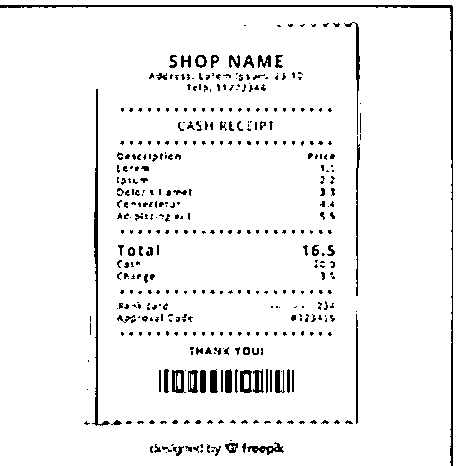 SHOP NAME
Address: Lorem Ipsum, 23-10
Telp. 11223344
CASH RECEIPT
Description Price
Lorem 1.1
Ipsum 2.2
Dolor sit amet 3.3
Consectetur 4.4
Adipiscing elit 5.5
Total 16.5
Cash 20.0
Change 3.5
Bank card 234
Approval Code #123456
THANK YOU!
designed by freepik